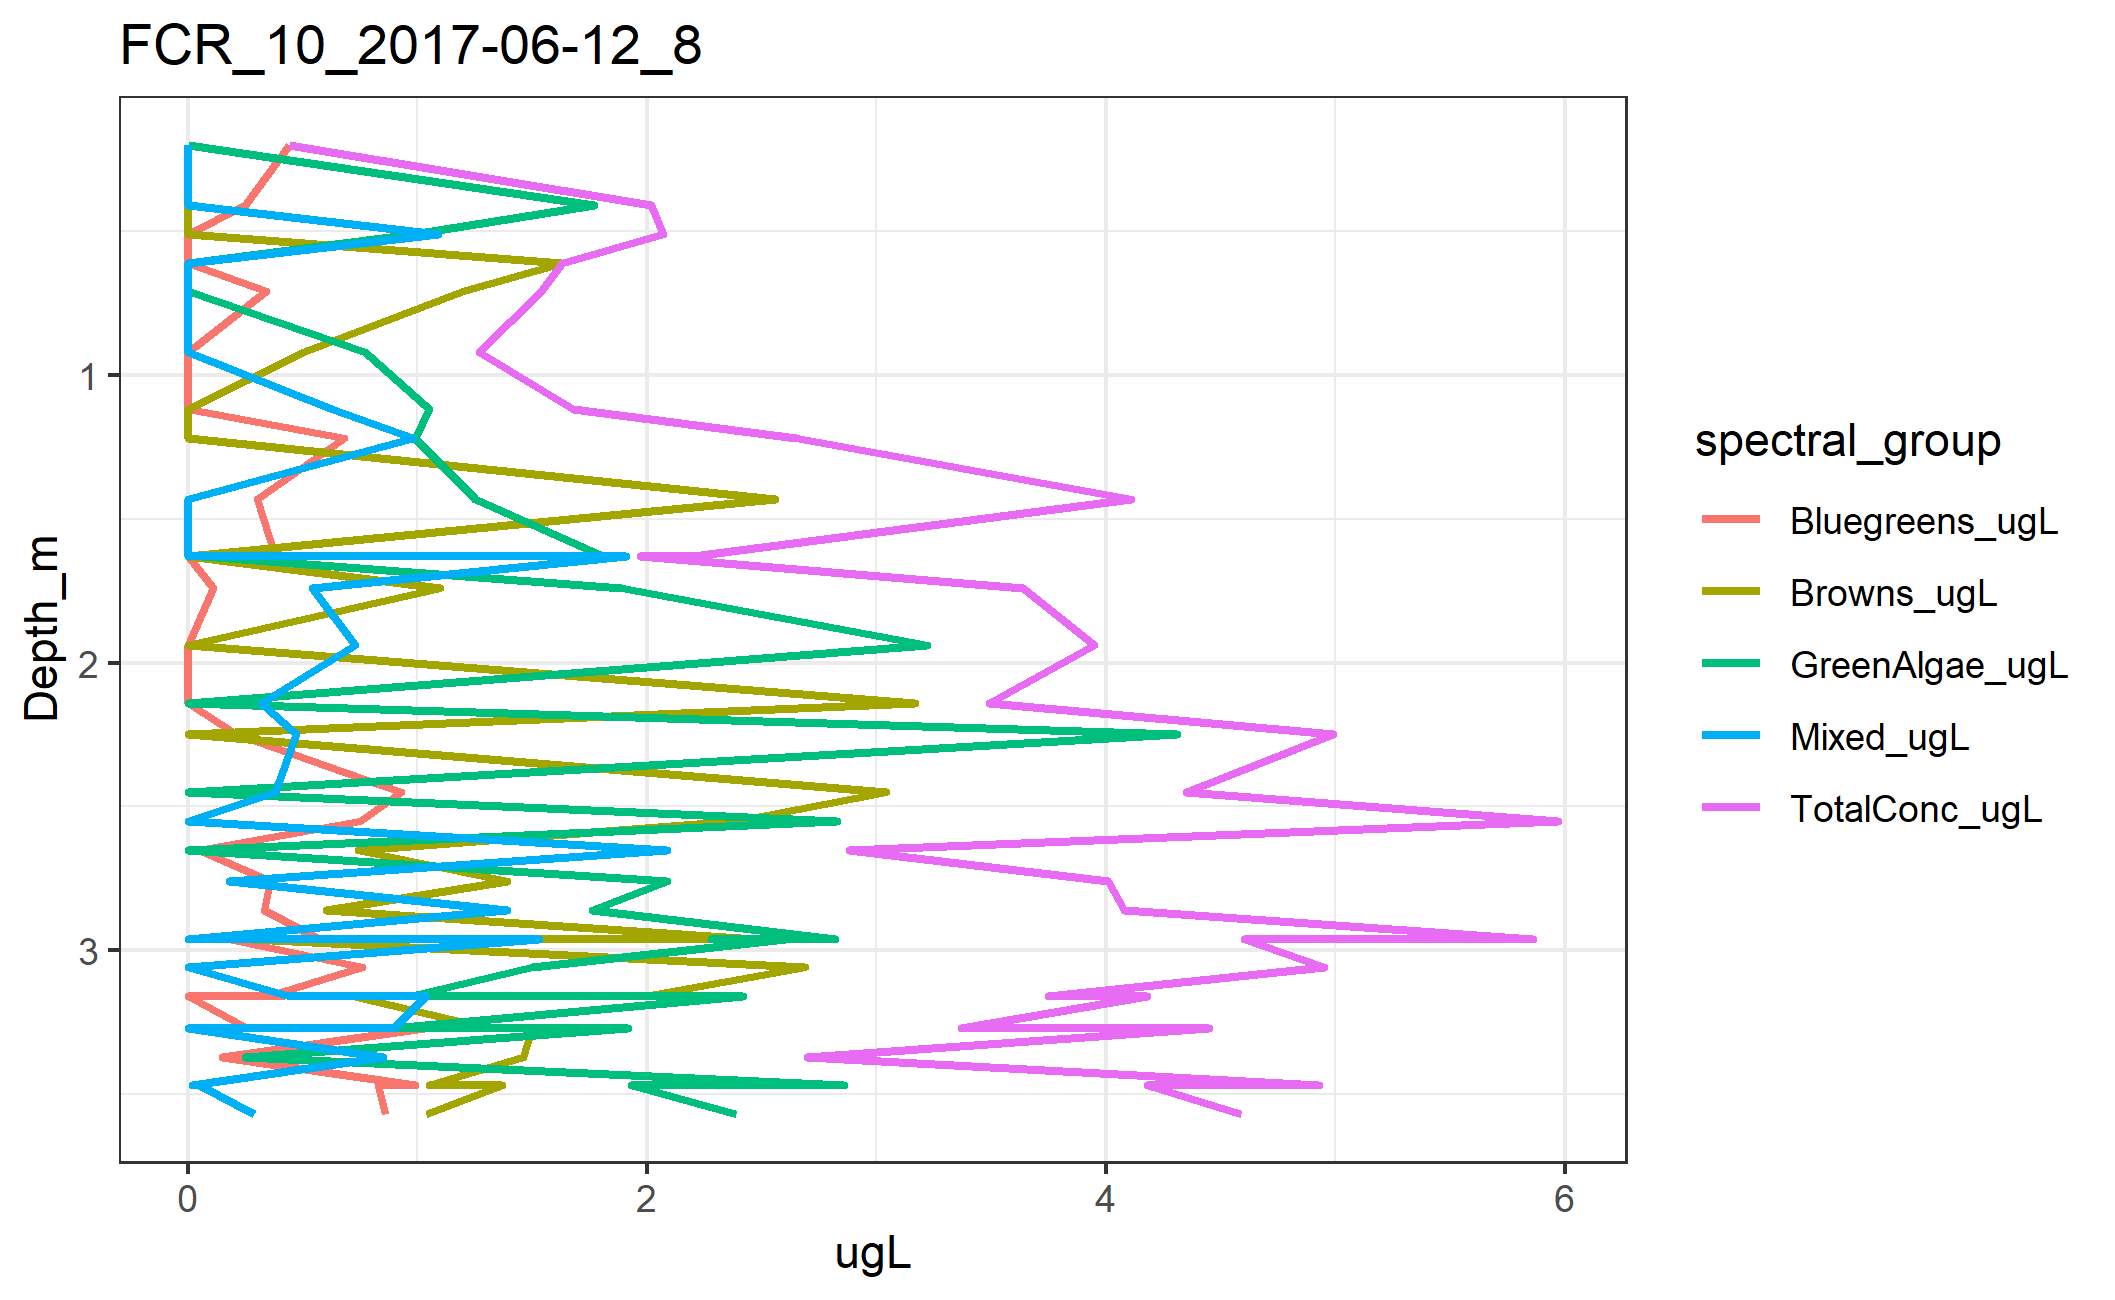 FCR_10_2017-06-12_8
Depth_m
1
2
3
0
2
4
6
ugL
spectral_group
Bluegreens_ugL
Browns_ugL
GreenAlgae_ugL
Mixed_ugL
TotalConc_ugL